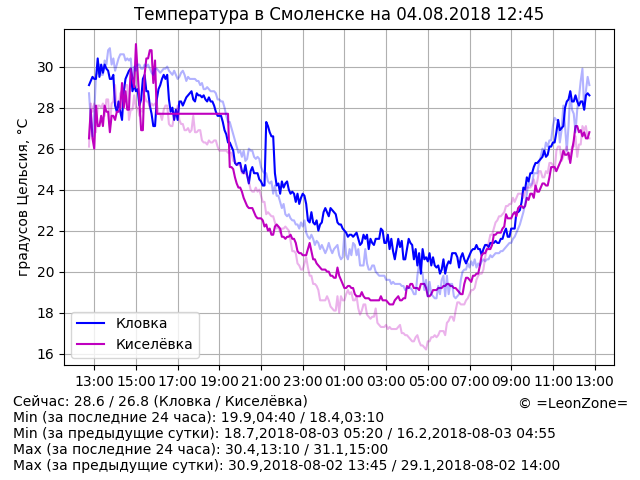 Температура в Смоленске на 04.08.2018 12:45
градусов Цельсия, °C
30
28
26
24
22
20
18
16
Кловка
Киселёвка
13:00 15:00 17:00 19:00 21:00 23:00 01:00 03:00 05:00 07:00 09:00 11:00 13:00
Сейчас: 28.6 / 26.8 (Кловка / Киселёвка)
© =LeonZone=
Min (за последние 24 часа): 19.9,04:40 / 18.4,03:10
Min (за предыдущие сутки): 18.7,2018-08-03 05:20 / 16.2,2018-08-03 04:55
Max (за последние 24 часа): 30.4,13:10 / 31.1,15:00
Max (за предыдущие сутки): 30.9,2018-08-02 13:45 / 29.1,2018-08-02 14:00